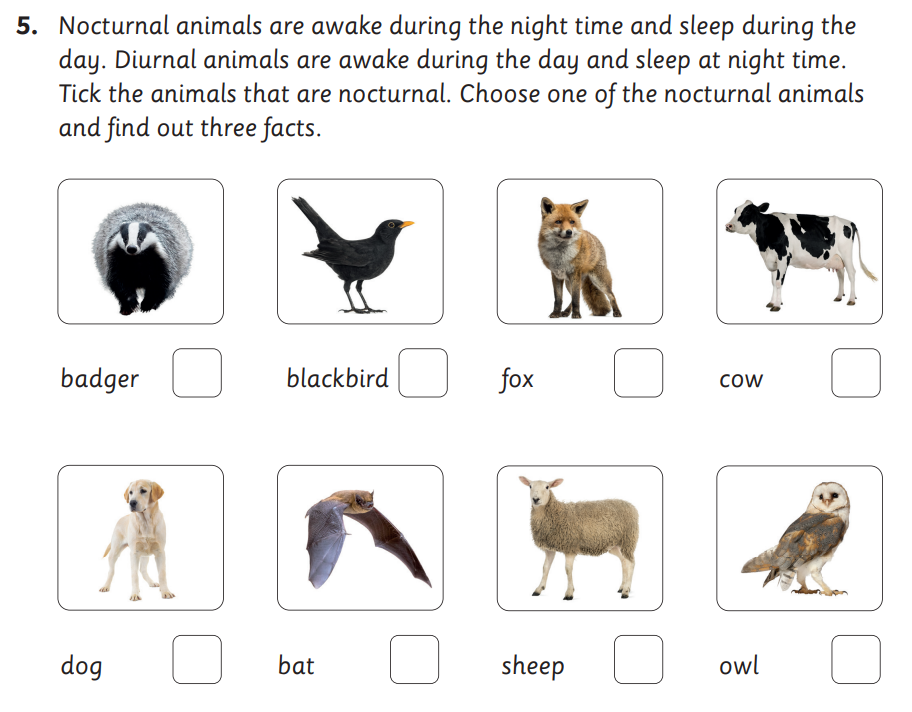 5. Nocturnal animals are awake during the night time and sleep during the
day. Diurnal animals are awake during the day and sleep at night time.
Tick the animals that are nocturnal. Choose one of the nocturnal animals
and find out three facts.
badger blackbird fox cow
dog bat sheep owl